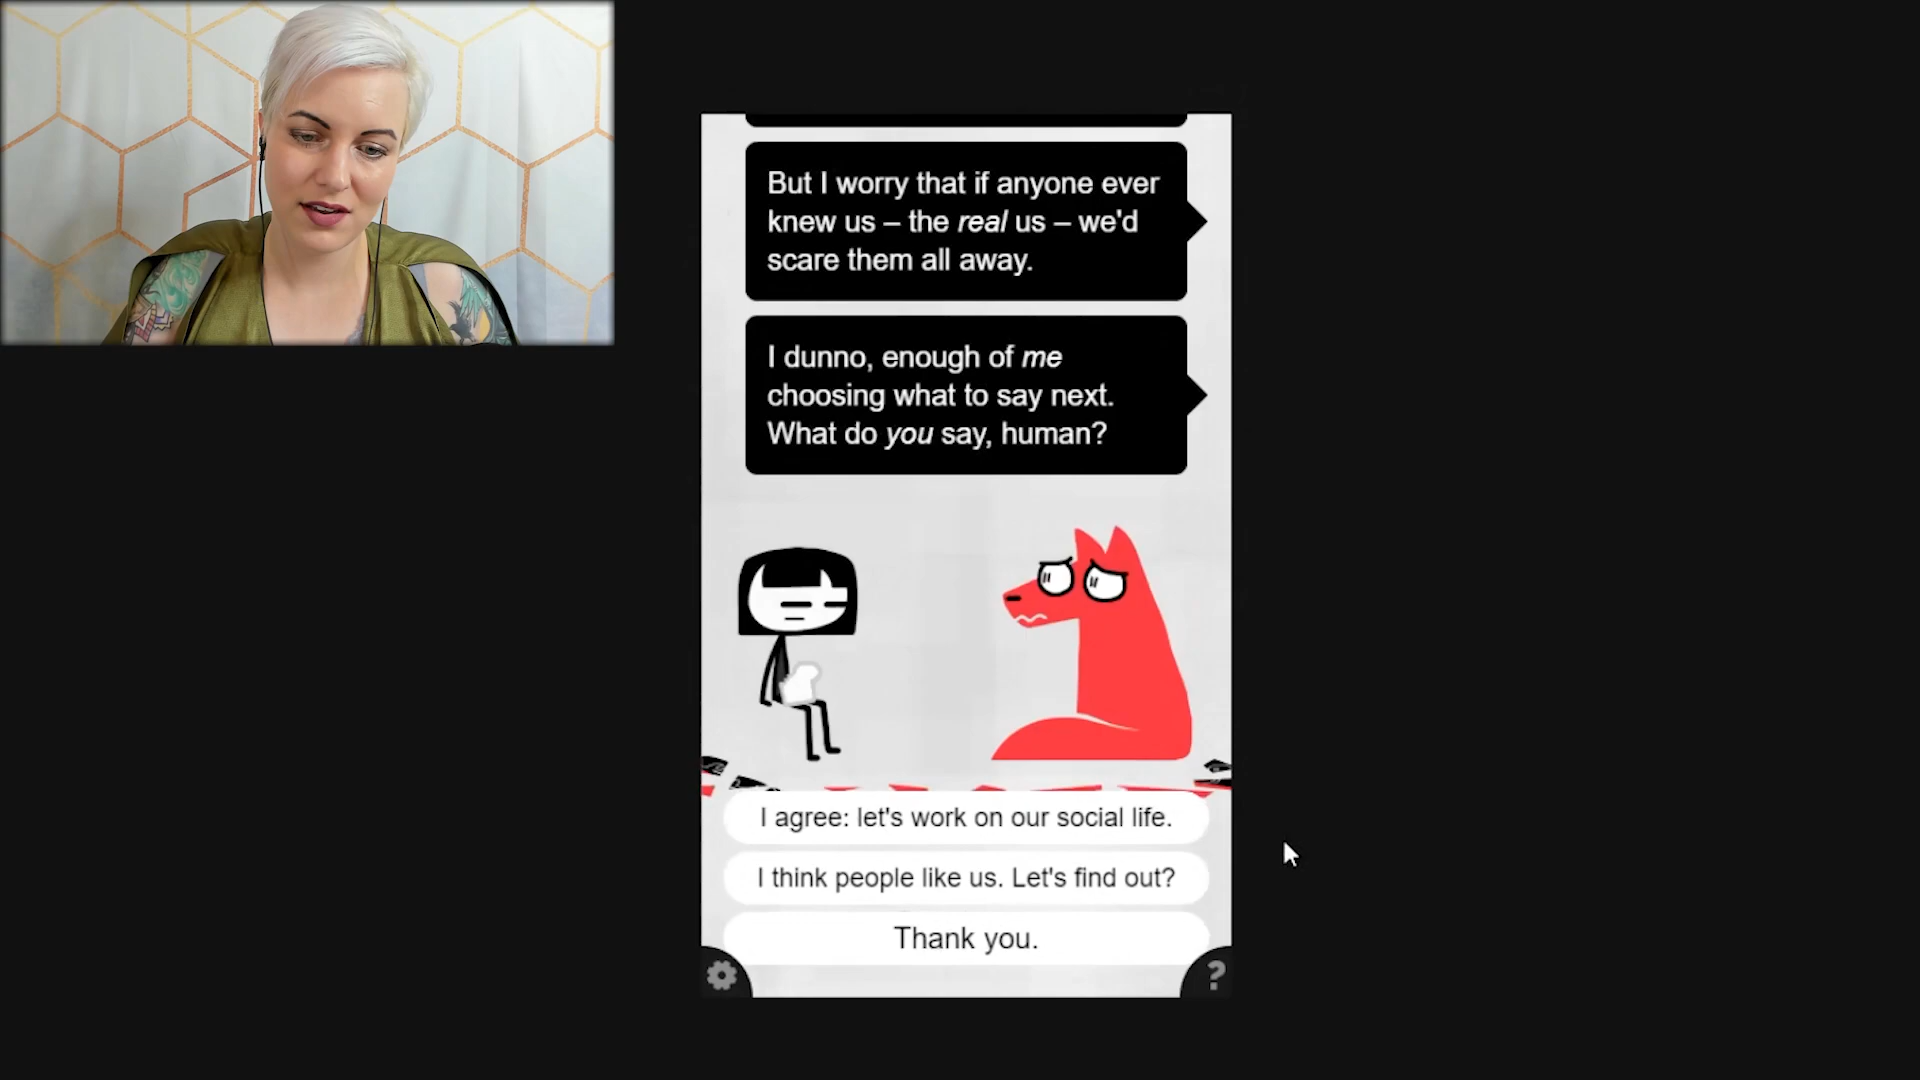 But I worry that if anyone ever
knew us – the real us – we'd
scare them all away.
I dunno, enough of me
choosing what to say next.
What do you say, human?
I agree: let's work on our social life.
I think people like us. Let's find out?
Thank you.
?